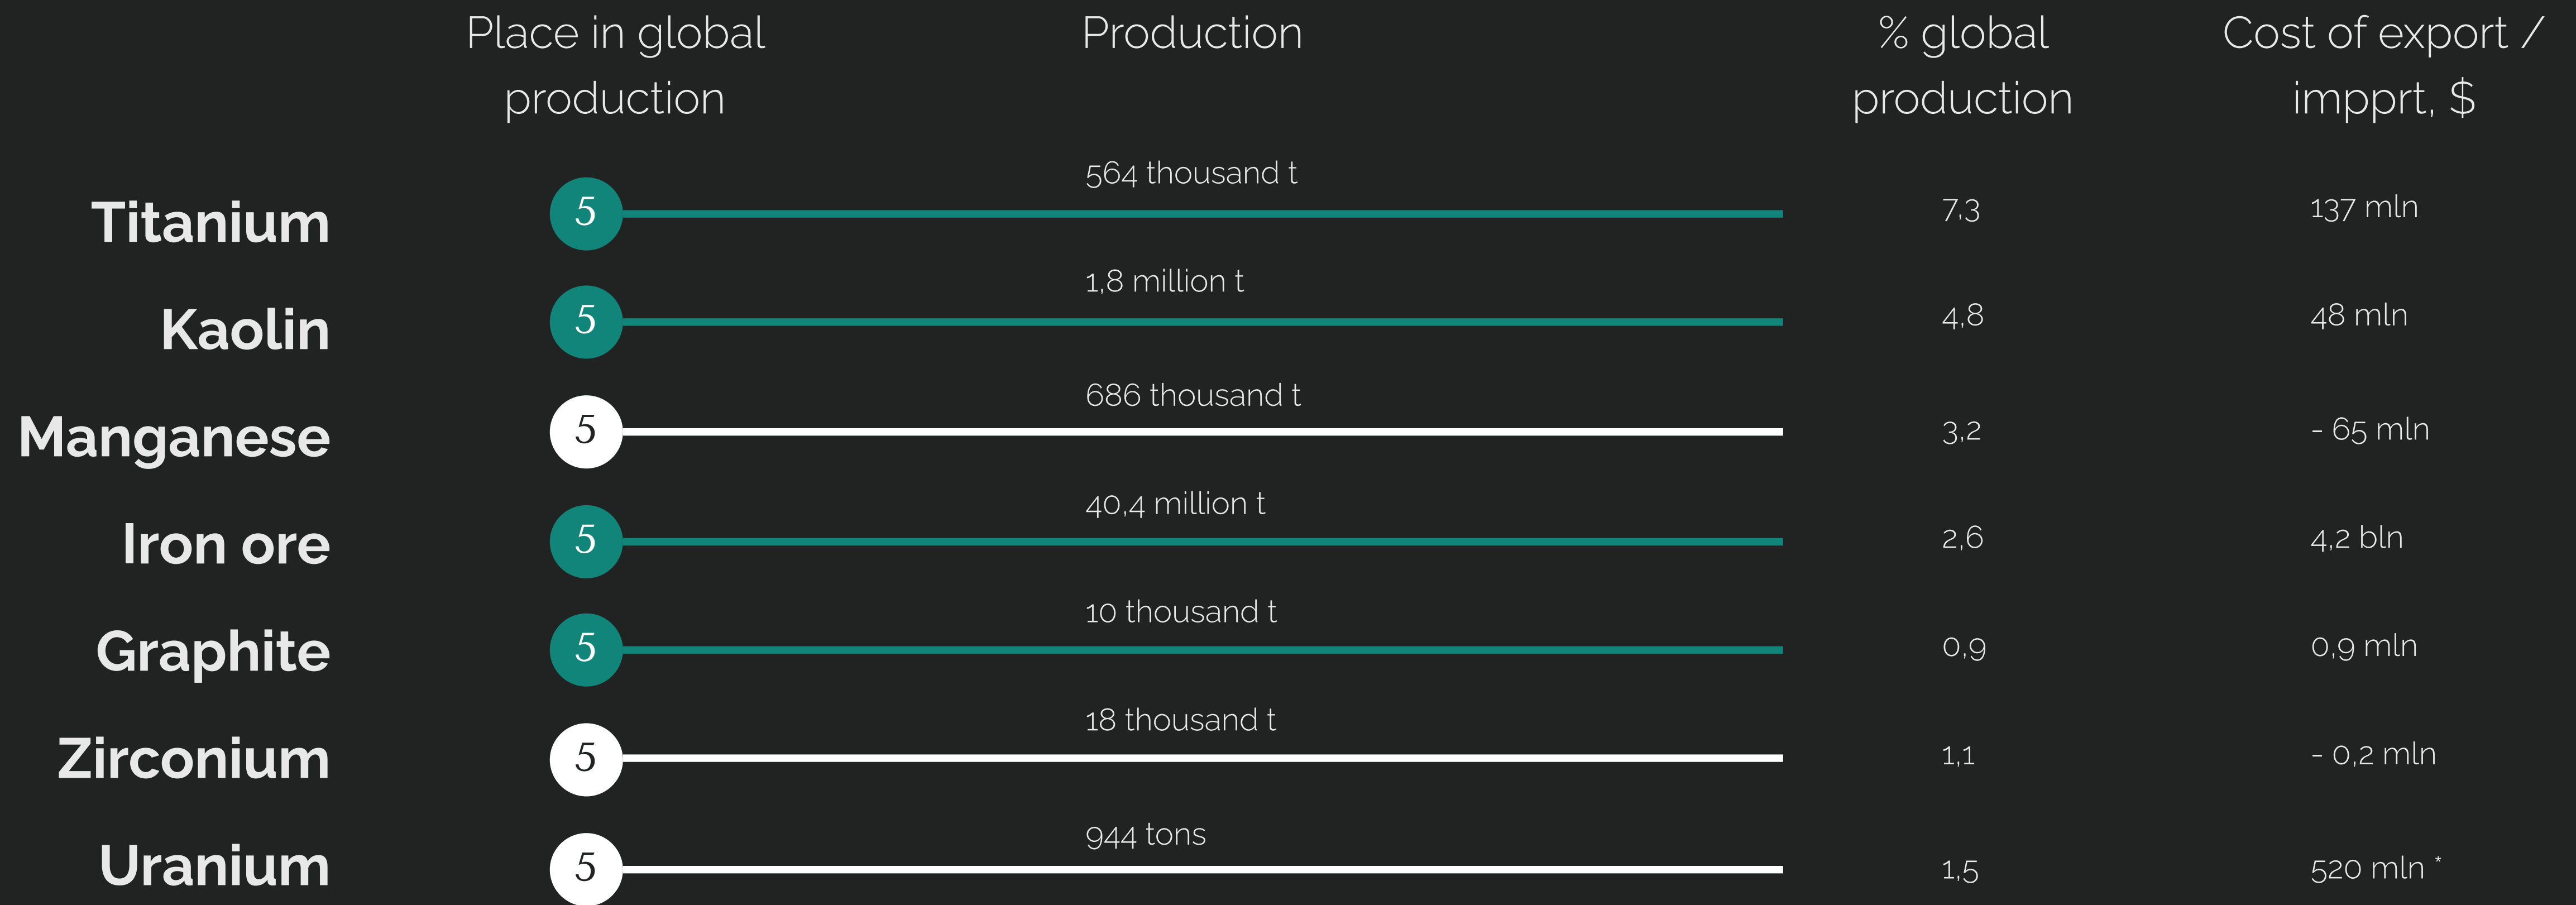 Place in global
production
Production
% global
production
Cost of export /
impprt, $
Titanium 5 564 thousand t 7,3 137 mln
Kaolin 5 1,8 million t 4,8 48 mln
Manganese 5 686 thousand t 3,2 - 65 mln
Iron ore 5 40,4 million t 2,6 4,2 bln
Graphite 5 10 thousand t 0,9 0,9 mln
Zirconium 5 18 thousand t 1,1 - 0,2 mln
Uranium 5 944 tons 1,5 520 mln *